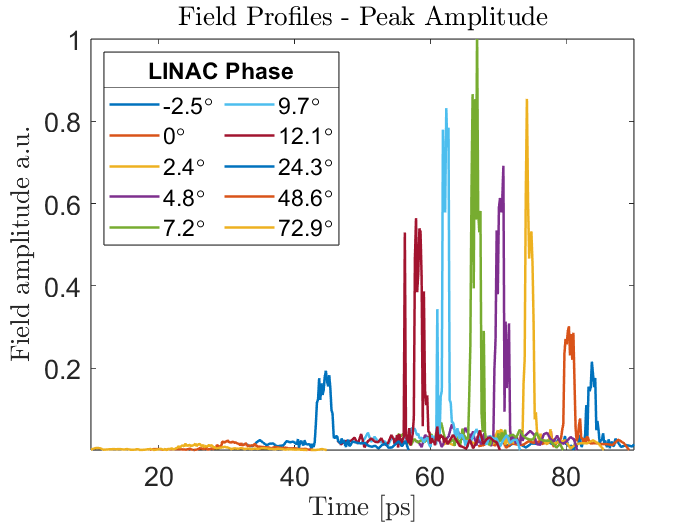 Field Profiles - Peak Amplitude
1
0.8
0.6
0.4
0.2
Field amplitude a.u.
LINAC Phase
-2.5° 9.7°
0° 12.1°
2.4° 24.3°
4.8° 48.6°
7.2° 72.9°
20 40 60 80
Time [ps]